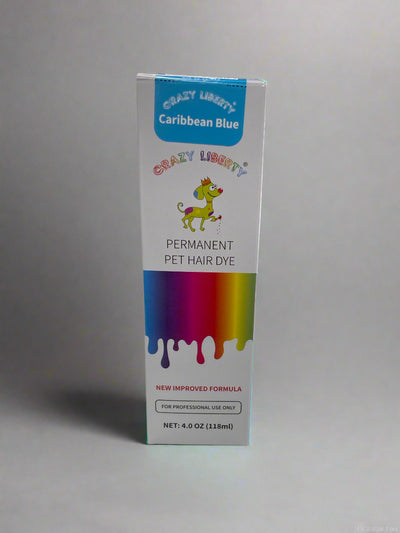 CRAZY LIBERTY®
Caribbean Blue
CRAZY LIBERTY®
PERMANENT
PET HAIR DYE
NEW IMPROVED FORMULA
FOR PROFESSIONAL USE ONLY
NET: 4.0 OZ (118ml)